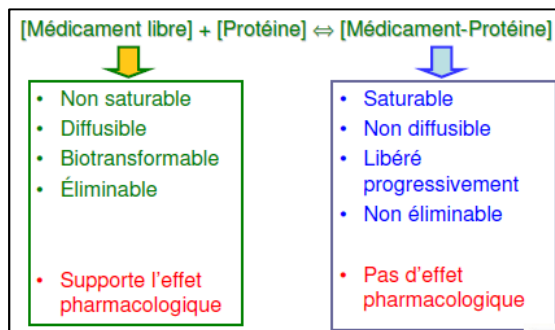 [Médicament libre] + [Protéine] ⇔ [Médicament-Protéine]
• Non saturable
• Diffusible
• Biotransformable
• Éliminable
• Supporte l'effet
pharmacologique
• Saturable
• Non diffusible
• Libéré
progressivement
• Non éliminable
• Pas d'effet
pharmacologique